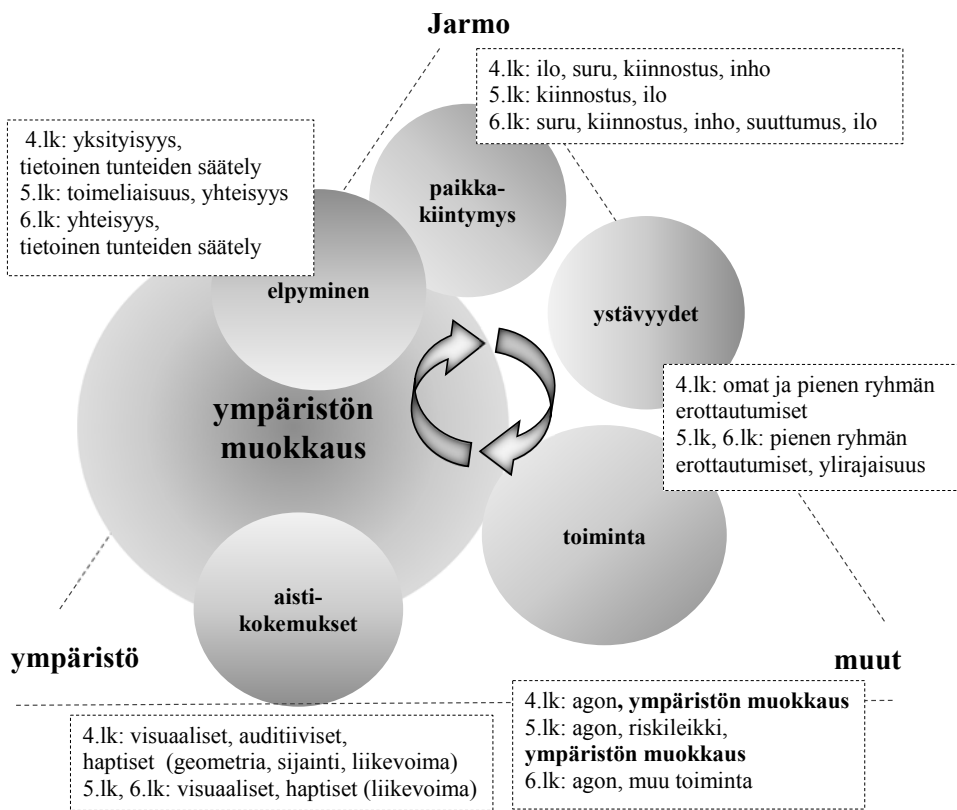 Jarmo
4.lk: ilo, suru, kiinnostus, inho
5.lk: kiinnostus, ilo
6.lk: suru, kiinnostus, inho, suuttumus, ilo
4.lk: yksityisyys,
tietoinen tunteiden säätely
5.lk: toimeliaisuus, yhteisyys
6.lk: yhteisyys,
tietoinen tunteiden säätely
paikka-
kiintymys
elpyminen
ystävyydet
ympäristön
muokkaus
4.lk: omat ja pienen ryhmän
erottautumiset
5.lk, 6.lk: pienen ryhmän
erottautumiset, ylirajaisuus
toiminta
aisti-
kokemukset
ympäristö
muut
4.lk: agon, ympäristön muokkaus
5.lk: agon, riskileikki,
ympäristön muokkaus
6.lk: agon, muu toiminta
4.lk: visuaaliset, auditiiviset,
haptiset (geometria, sijainti, liikevoima)
5.lk, 6.lk: visuaaliset, haptiset (liikevoima)